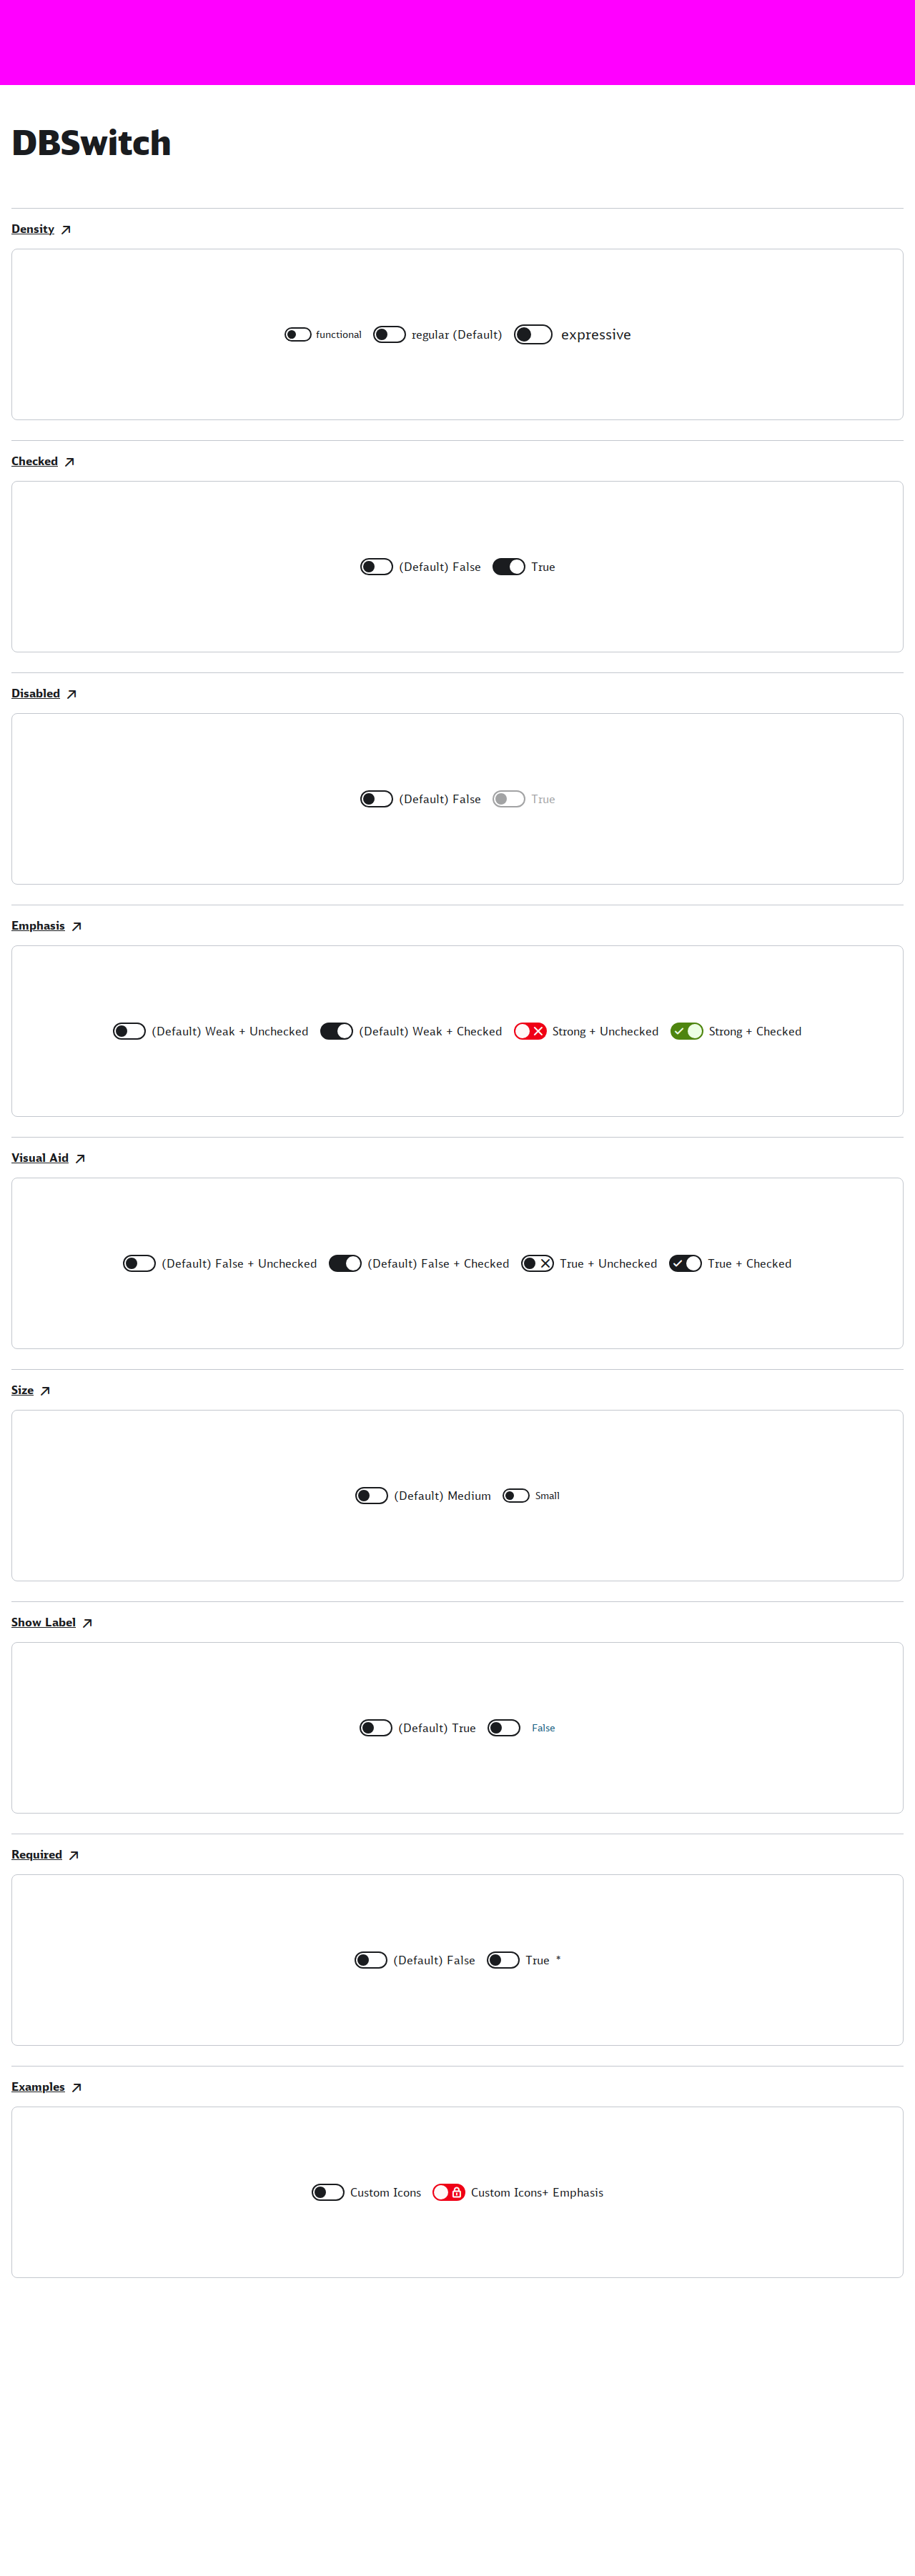 DBSwitch
Density
functional regular (Default) expressive
Checked
(Default) False True
Disabled
(Default) False True
Emphasis
(Default) Weak + Unchecked (Default) Weak + Checked Strong + Unchecked Strong + Checked
Visual Aid
(Default) False + Unchecked (Default) False + Checked True + Unchecked True + Checked
Size
(Default) Medium Small
Show Label
(Default) True False
Required
(Default) False True *
Examples
Custom Icons Custom Icons+ Emphasis